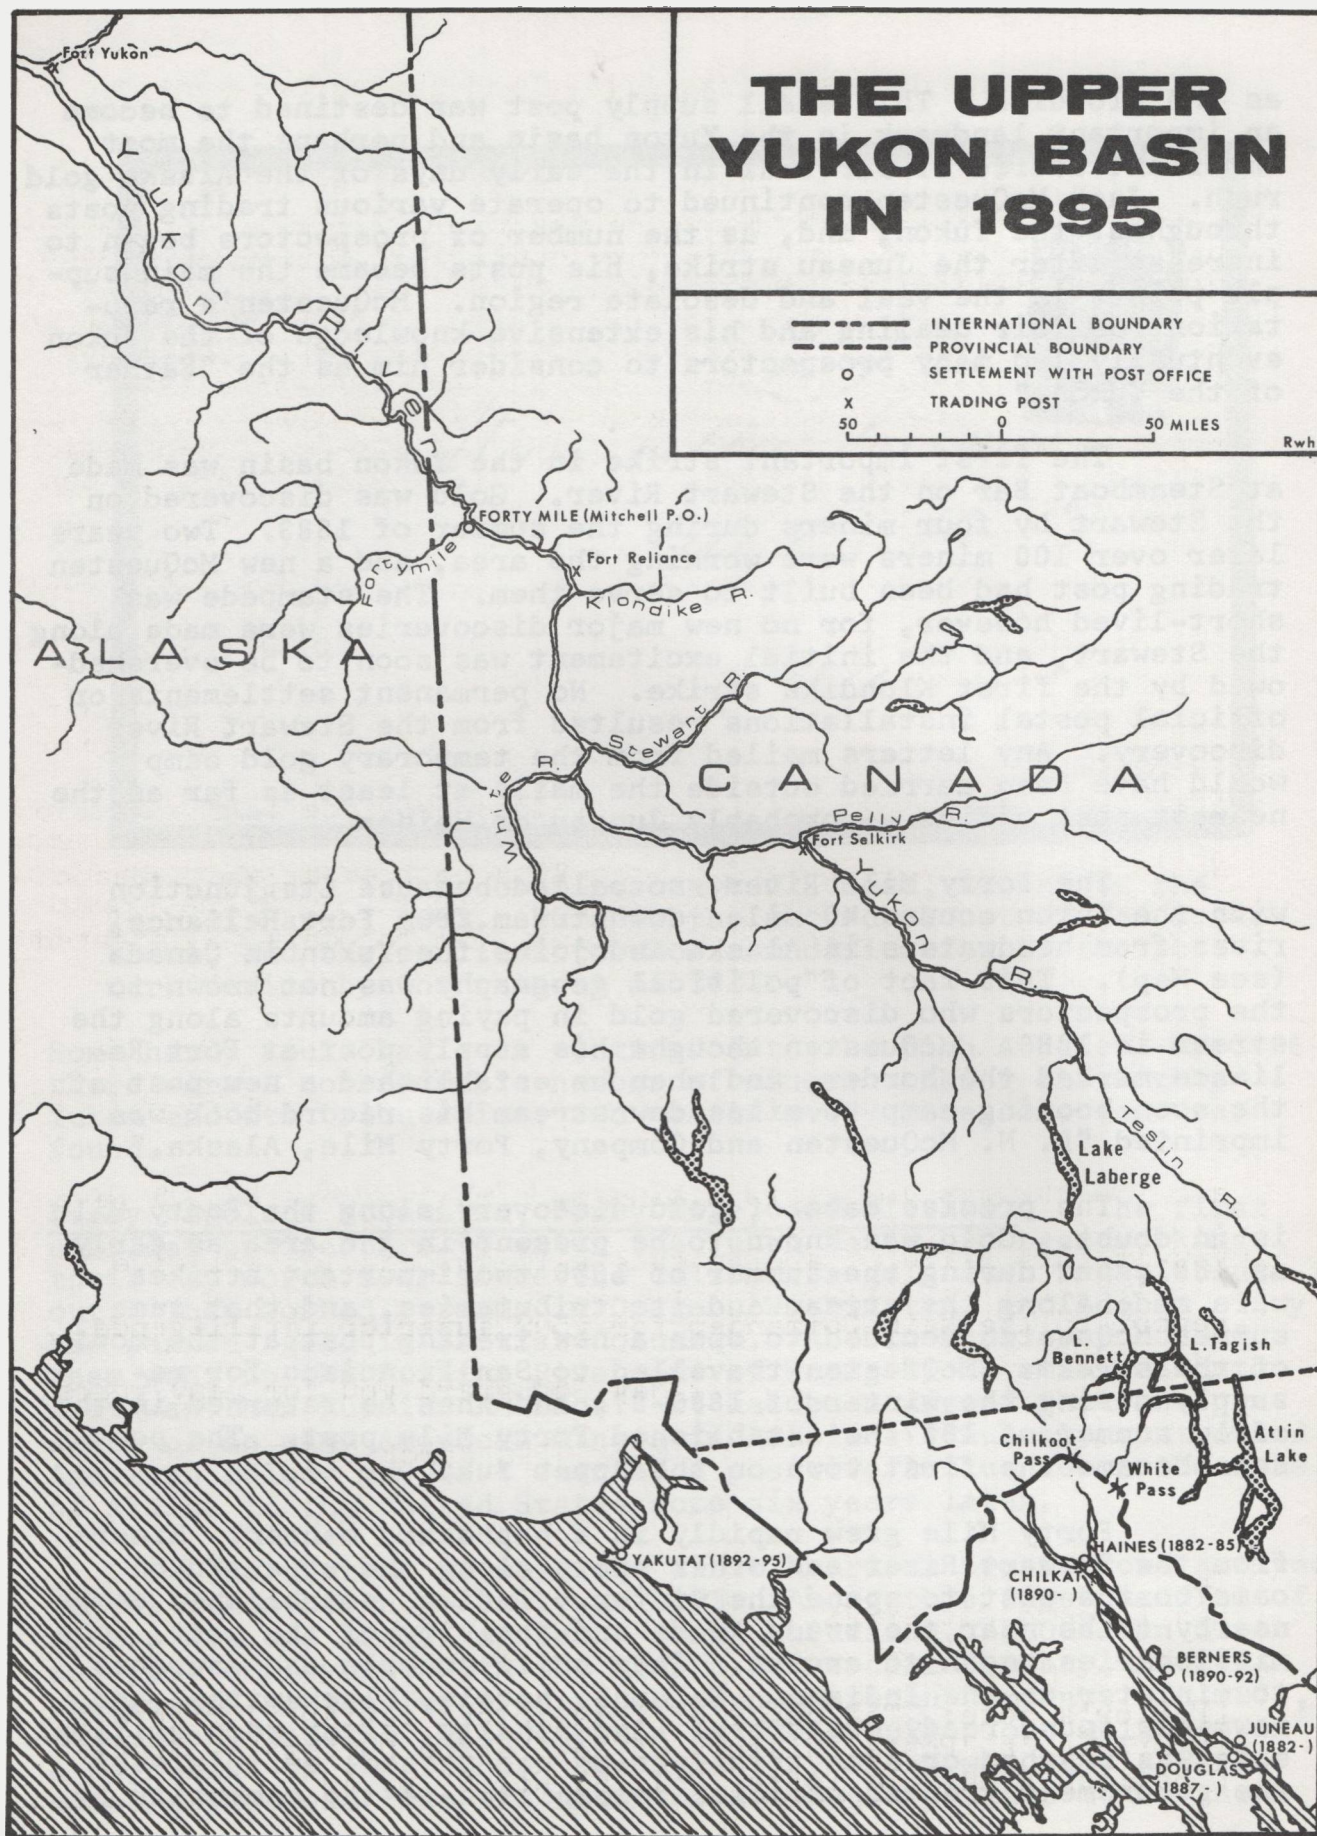 THE UPPER
YUKON BASIN
IN 1895
INTERNATIONAL BOUNDARY
PROVINCIAL BOUNDARY
O SETTLEMENT WITH POST OFFICE
X TRADING POST
50 0 50 MILES
Rwh
Fort Yukon
YUKON
RIVER
FORTY MILE (Mitchell P.O.)
Fortymile
Fort Reliance
Klondike R.
ALASKA
Stewart R.
White R.
CANADA
Pelly R.
Fort Selkirk
Yukon R.
Teslin R.
Lake
Laberge
L.
Bennett
L. Tagish
Atlin
Lake
Chilkoot
Pass
White
Pass
YAKUTAT (1892-95)
HAINES (1882-85)
CHILKAT
(1890- )
BERNERS
(1890-92)
JUNEAU
(1882- )
DOUGLAS
(1887- )